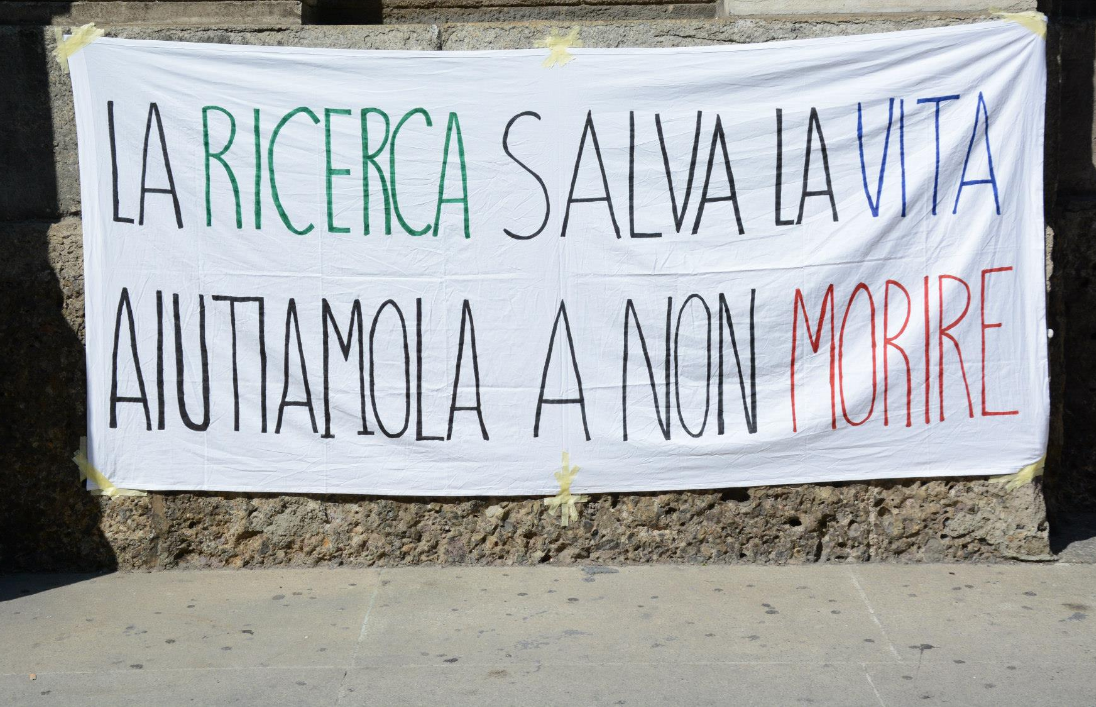 LA RICERCA SALVA LA VITA
AIUTIAMOLA A NON MORIRE